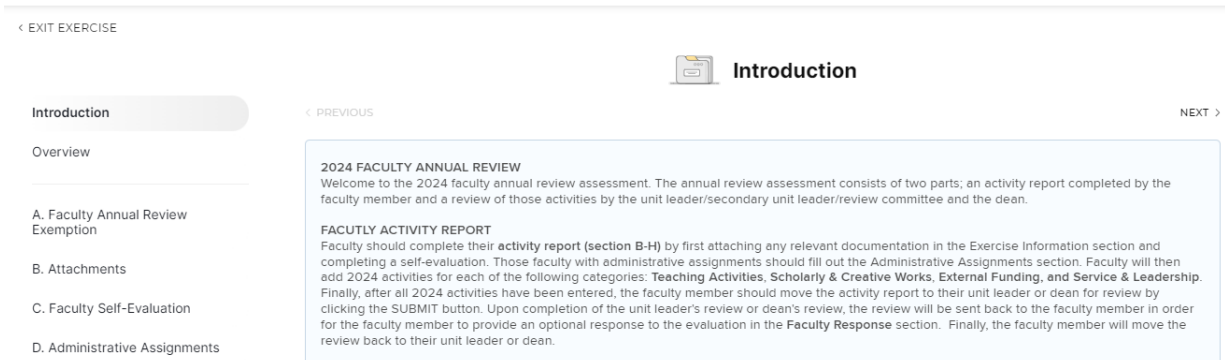 < EXIT EXERCISE
Introduction
Introduction
< PREVIOUS
NEXT >
Overview
A. Faculty Annual Review
Exemption
B. Attachments
C. Faculty Self-Evaluation
D. Administrative Assignments
2024 FACULTY ANNUAL REVIEW
Welcome to the 2024 faculty annual review assessment. The annual review assessment consists of two parts; an activity report completed by the
faculty member and a review of those activities by the unit leader/secondary unit leader/review committee and the dean.
FACUTLY ACTIVITY REPORT
Faculty should complete their activity report (section B-H) by first attaching any relevant documentation in the Exercise Information section and
completing a self-evaluation. Those faculty with administrative assignments should fill out the Administrative Assignments section. Faculty will then
add 2024 activities for each of the following categories: Teaching Activities, Scholarly & Creative Works, External Funding, and Service & Leadership.
Finally, after all 2024 activities have been entered, the faculty member should move the activity report to their unit leader or dean for review by
clicking the SUBMIT button. Upon completion of the unit leader's review or dean's review, the review will be sent back to the faculty member in order
for the faculty member to provide an optional response to the evaluation in the Faculty Response section. Finally, the faculty member will move the
review back to their unit leader or dean.